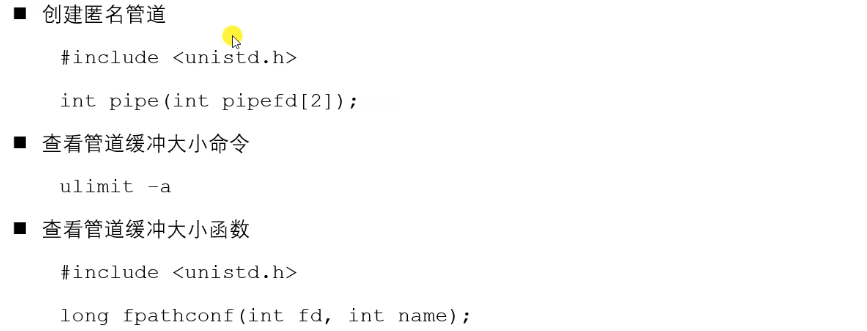 ■ 创建匿名管道
#include <unistd.h>
int pipe(int pipefd[2]);
■ 查看管道缓冲大小命令
ulimit -a
■ 查看管道缓冲大小函数
#include <unistd.h>
long fpathconf(int fd, int name);